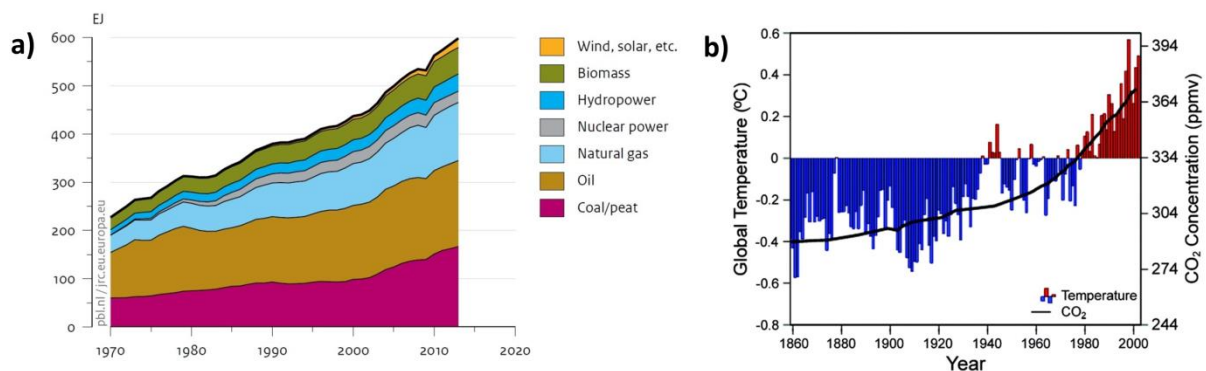 a)
EJ
600
500
400
300
200
100
0
1970
1980
1990
2000
2010
2020
pbl.nl / jrc.eu.europa.eu
Wind, solar, etc.
Biomass
Hydropower
Nuclear power
Natural gas
Oil
Coal/peat
b)
Global Temperature (ºC)
0.6
0.4
0.2
0
-0.2
-0.4
-0.6
-0.8
1860
1880
1900
1920
1940
1960
1980
2000
Year
Temperature
CO₂
394
364
334
304
274
244
CO₂ Concentration (ppmv)